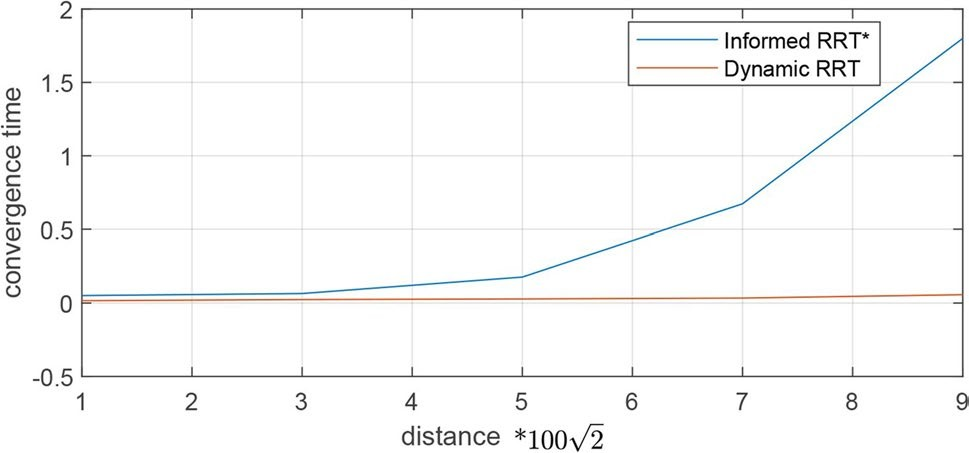 2
1.5
1
0.5
0
-0.5
convergence time
Informed RRT*
Dynamic RRT
1 2 3 4 5 6 7 8 9
distance *100√2